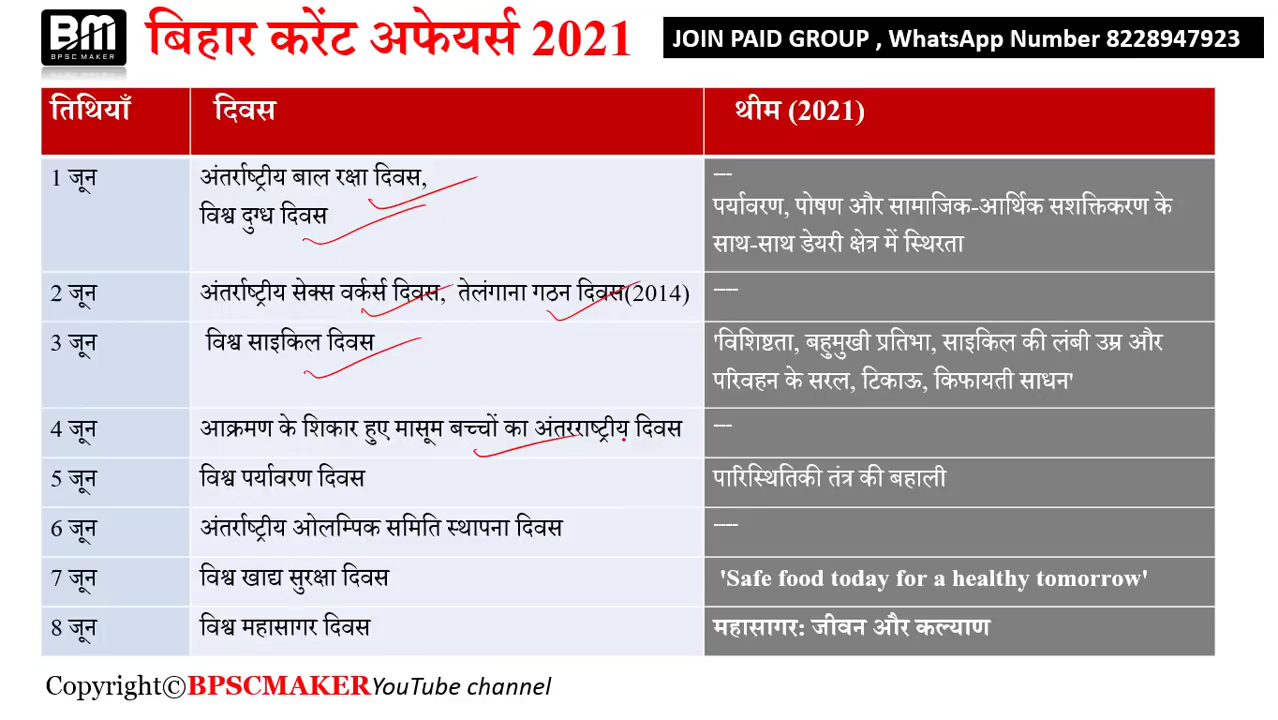 BM
BPSC MAKER
बिहार करेंट अफेयर्स 2021
JOIN PAID GROUP , WhatsApp Number 8228947923
तिथियाँ दिवस थीम (2021)
1 जून अंतर्राष्ट्रीय बाल रक्षा दिवस, ---
विश्व दुग्ध दिवस पर्यावरण, पोषण और सामाजिक-आर्थिक सशक्तिकरण के
साथ-साथ डेयरी क्षेत्र में स्थिरता
2 जून अंतर्राष्ट्रीय सेक्स वर्कर्स दिवस, तेलंगाना गठन दिवस(2014) ----
3 जून विश्व साइकिल दिवस 'विशिष्टता, बहुमुखी प्रतिभा, साइकिल की लंबी उम्र और
परिवहन के सरल, टिकाऊ, किफायती साधन'
4 जून आक्रमण के शिकार हुए मासूम बच्चों का अंतरराष्ट्रीय दिवस ---
5 जून विश्व पर्यावरण दिवस पारिस्थितिकी तंत्र की बहाली
6 जून अंतर्राष्ट्रीय ओलम्पिक समिति स्थापना दिवस ----
7 जून विश्व खाद्य सुरक्षा दिवस 'Safe food today for a healthy tomorrow'
8 जून विश्व महासागर दिवस महासागर: जीवन और कल्याण
Copyright©BPSCMAKER YouTube channel